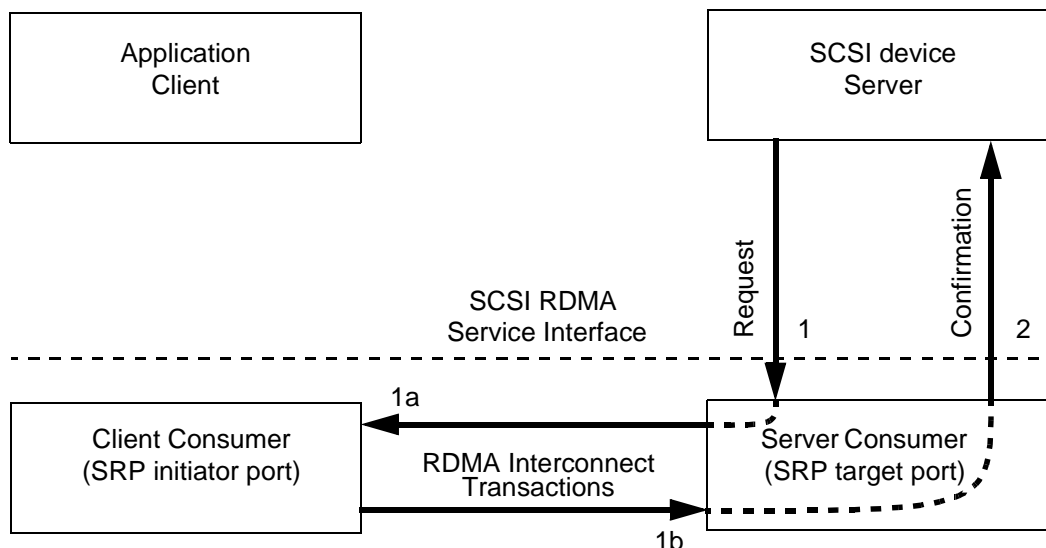 Application
Client
SCSI device
Server
Request
1
Confirmation
2
SCSI RDMA
Service Interface
1a
Client Consumer
(SRP initiator port)
RDMA Interconnect
Transactions
1b
Server Consumer
(SRP target port)